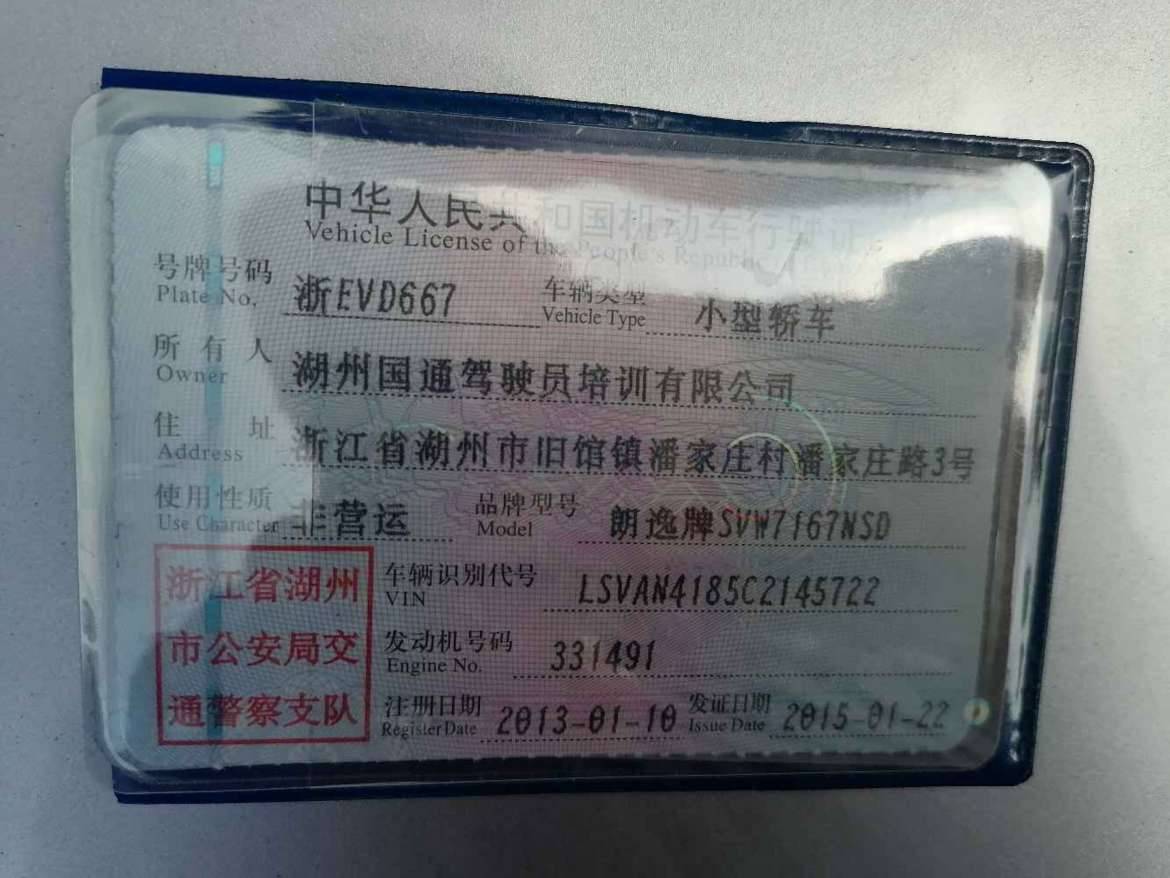 中华人民共和国机动车行驶证
Vehicle License of the People's Republic
号牌号码 浙EVD667 车辆类型 小型轿车
Plate No. Vehicle Type
所有人 湖州国通驾驶员培训有限公司
Owner
住址 浙江省湖州市旧馆镇潘家庄村潘家庄路3号
Address
使用性质 非营运 品牌型号 朗逸牌SVW7167NSD
Use Character Model
浙江省湖州
市公安局交
通警察支队
车辆识别代号 LSVAN4185C2145722
VIN
发动机号码 331491
Engine No.
注册日期 2013-01-10 发证日期 2015-01-22
Register Date Issue Date